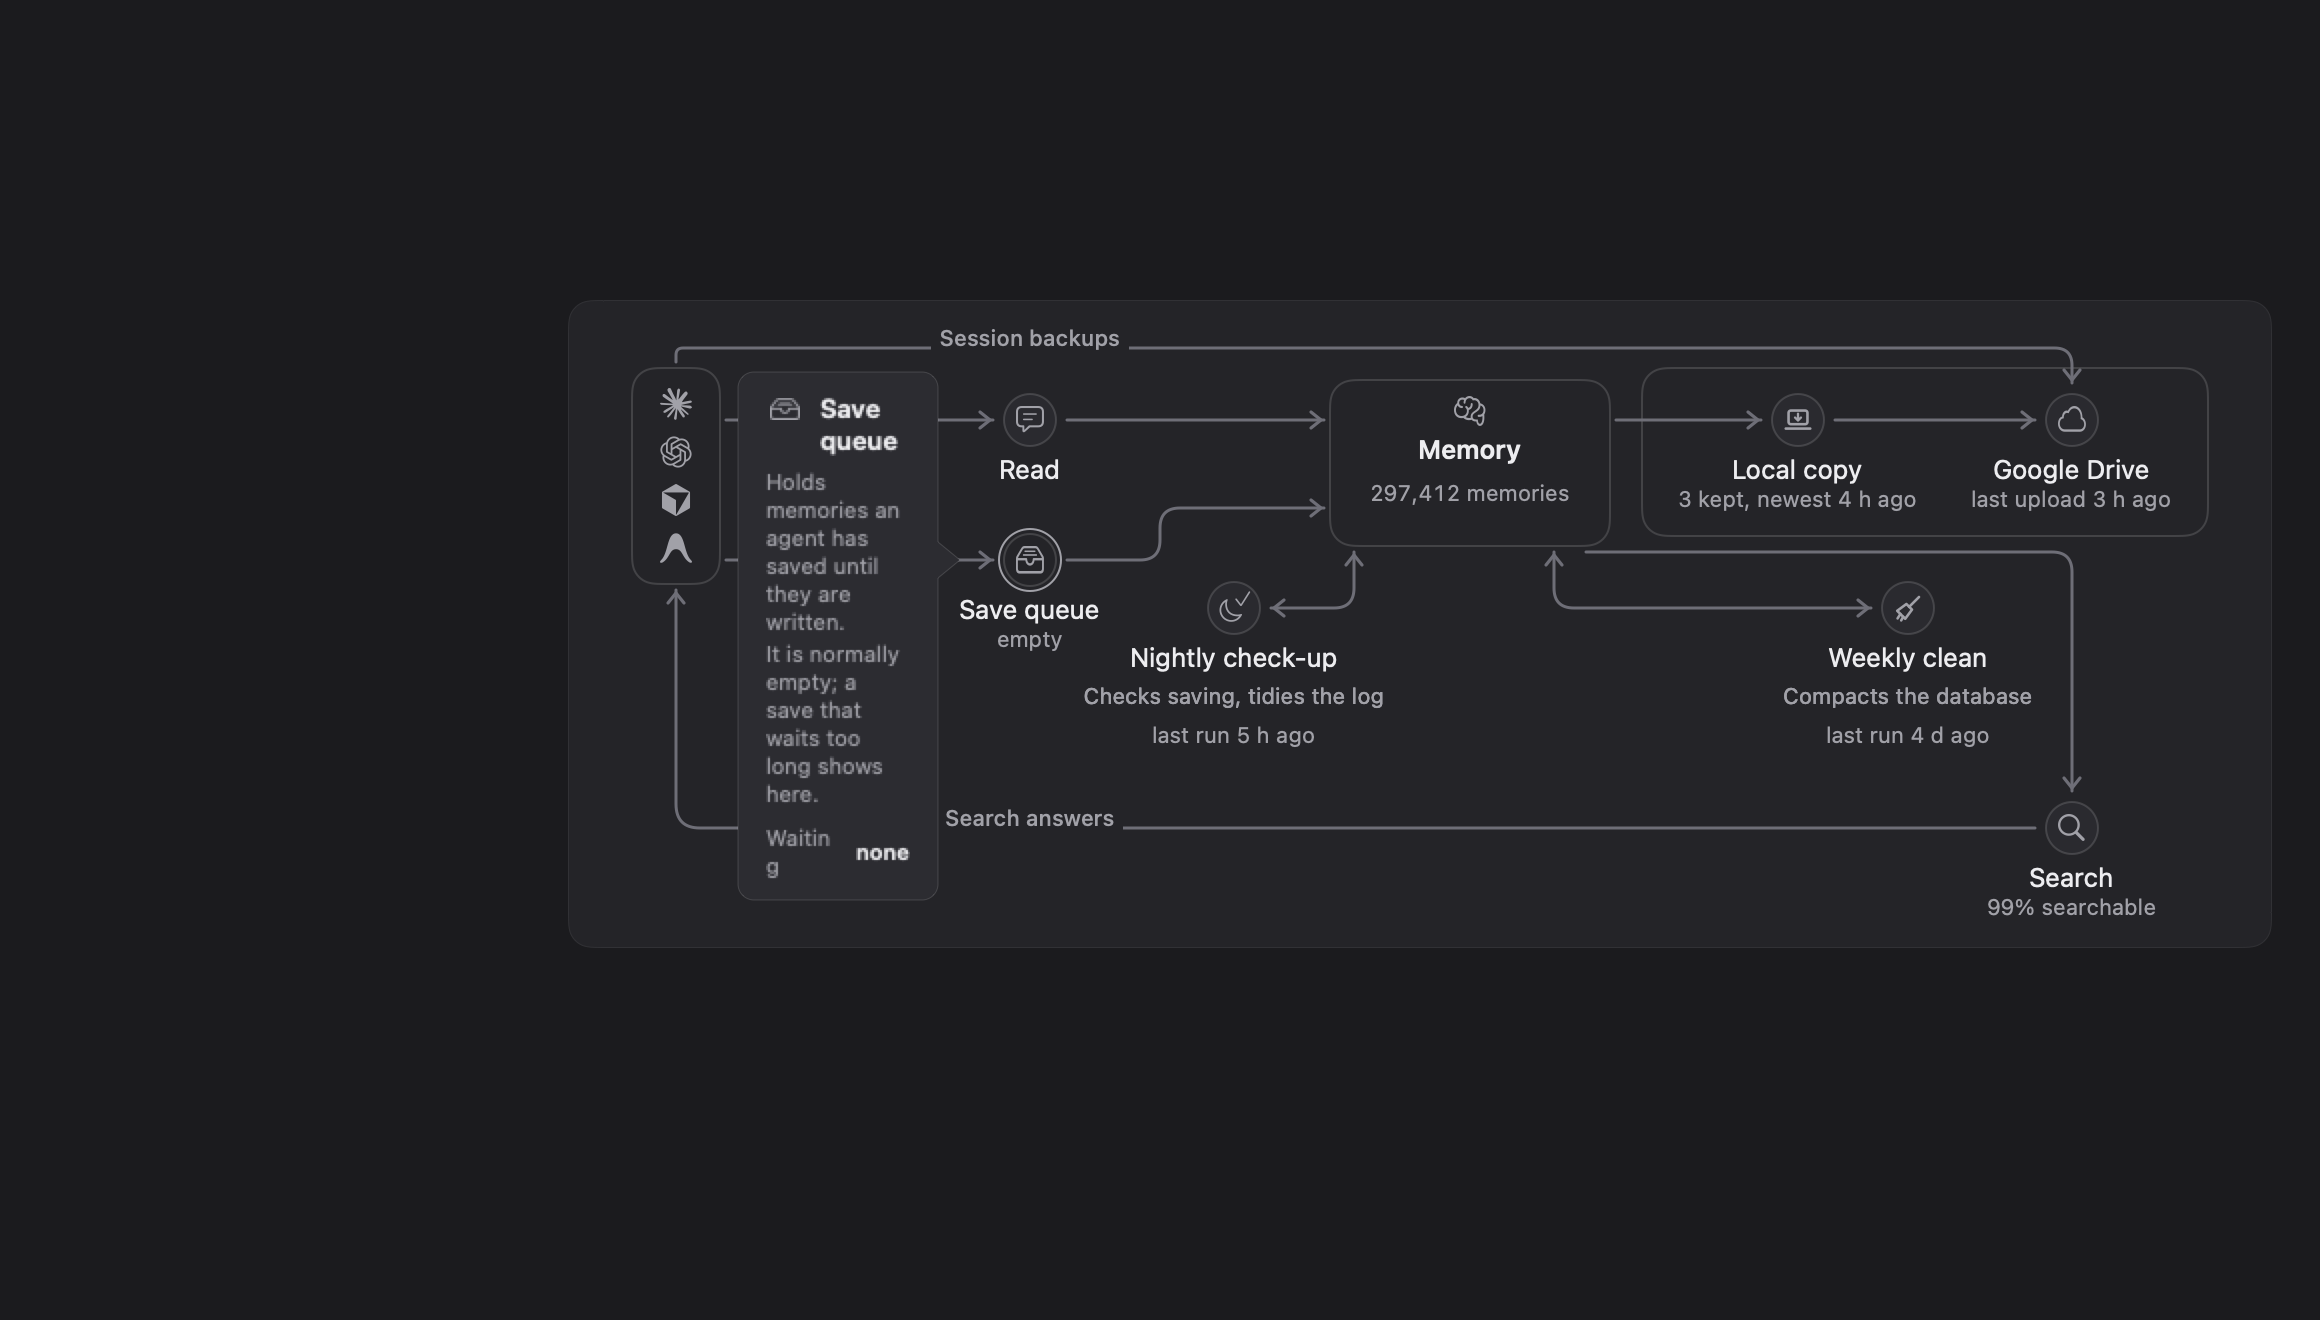 Session backups
Save
queue
Holds
memories an
agent has
saved until
they are
written.
It is normally
empty; a
save that
waits too
long shows
here.
Waitin
g
none
Read
Save queue
empty
Memory
297,412 memories
Local copy
3 kept, newest 4 h ago
Google Drive
last upload 3 h ago
Nightly check-up
Checks saving, tidies the log
last run 5 h ago
Weekly clean
Compacts the database
last run 4 d ago
Search answers
Search
99% searchable